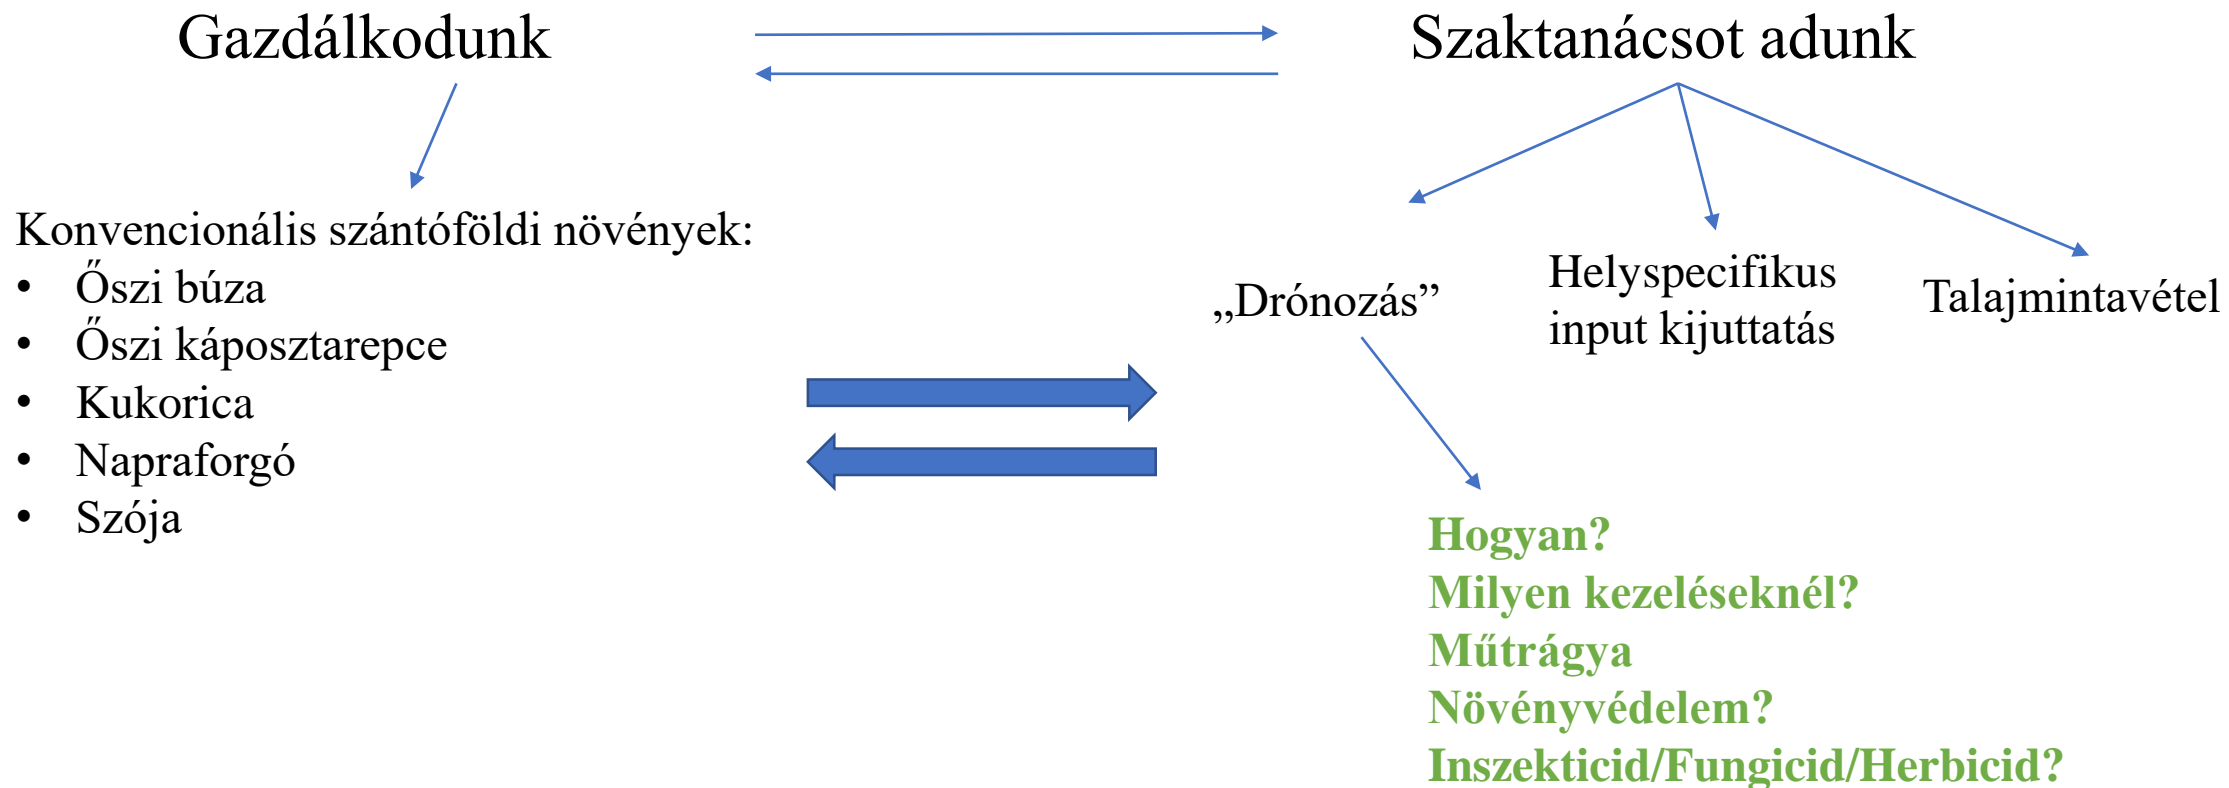 Gazdálkodunk
Szaktanácsot adunk
Konvencionális szántóföldi növények:
• Őszi búza
• Őszi káposztarepce
• Kukorica
• Napraforgó
• Szója
„Drónozás”
Helyspecifikus
input kijuttatás
Talajmintavétel
Hogyan?
Milyen kezeléseknél?
Műtrágya
Növényvédelem?
Inszekticid/Fungicid/Herbicid?